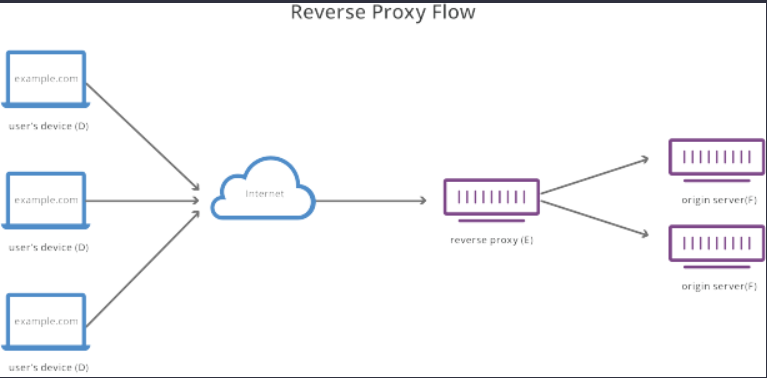 Reverse Proxy Flow
example.com
user's device (D)
example.com
user's device (D)
example.com
user's device (D)
Internet
reverse proxy (E)
origin server(F)
origin server(F)